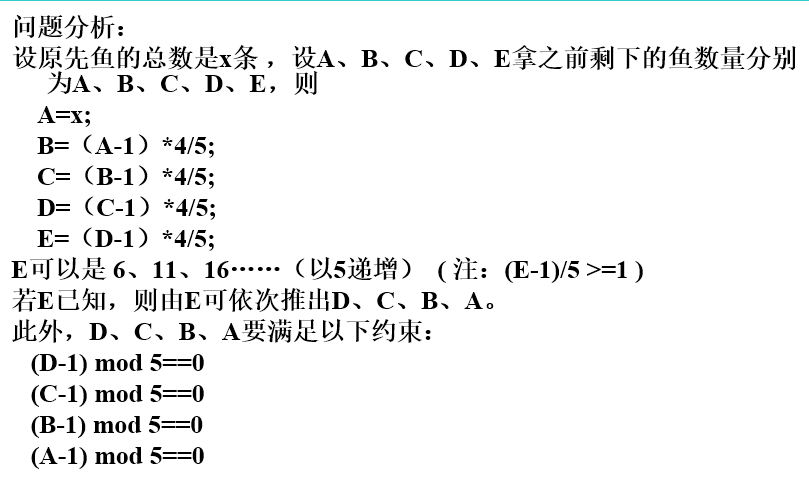 问题分析：
设原先鱼的总数是x条 ，设A、B、C、D、E拿之前剩下的鱼数量分别
为A、B、C、D、E，则
A=x;
B=（A-1）*4/5;
C=（B-1）*4/5;
D=（C-1）*4/5;
E=（D-1）*4/5;
E可以是 6、11、16……（以5递增） ( 注：(E-1)/5 >=1 )
若E已知，则由E可依次推出D、C、B、A。
此外，D、C、B、A要满足以下约束：
(D-1) mod 5==0
(C-1) mod 5==0
(B-1) mod 5==0
(A-1) mod 5==0